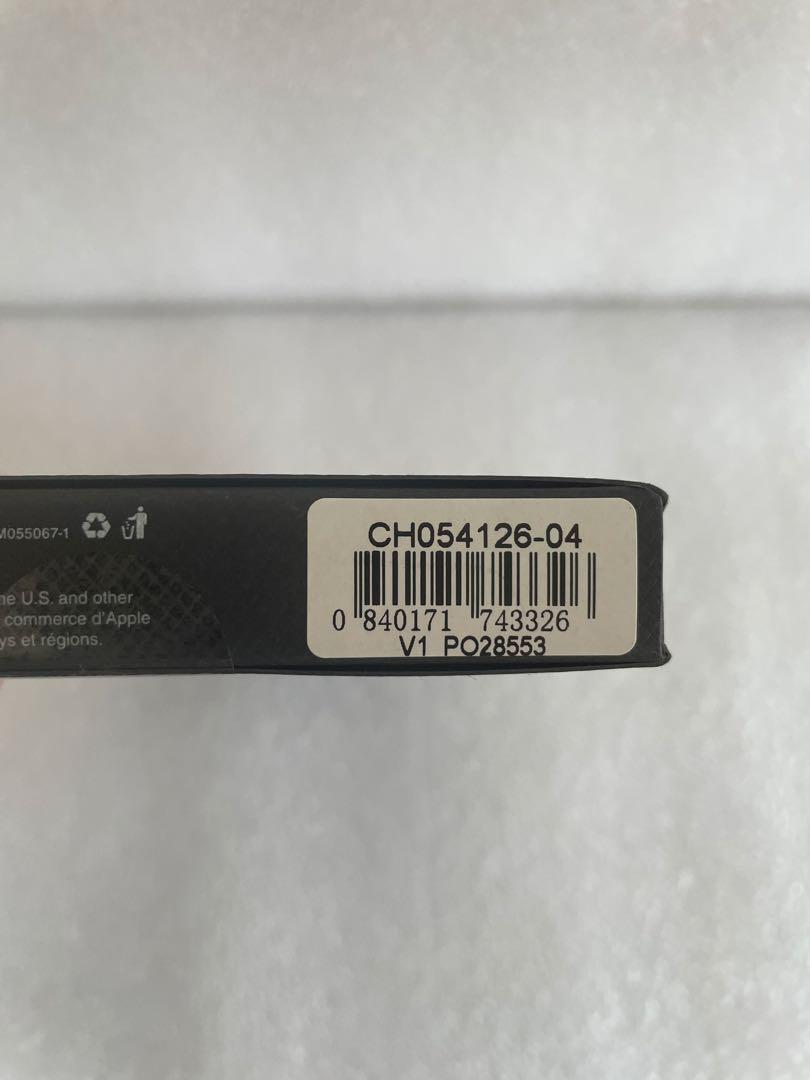 M055067-1
he U.S. and other
commerce d'Apple
ys et régions.
CH054126-04
0 840171 743326
V1 PO28553